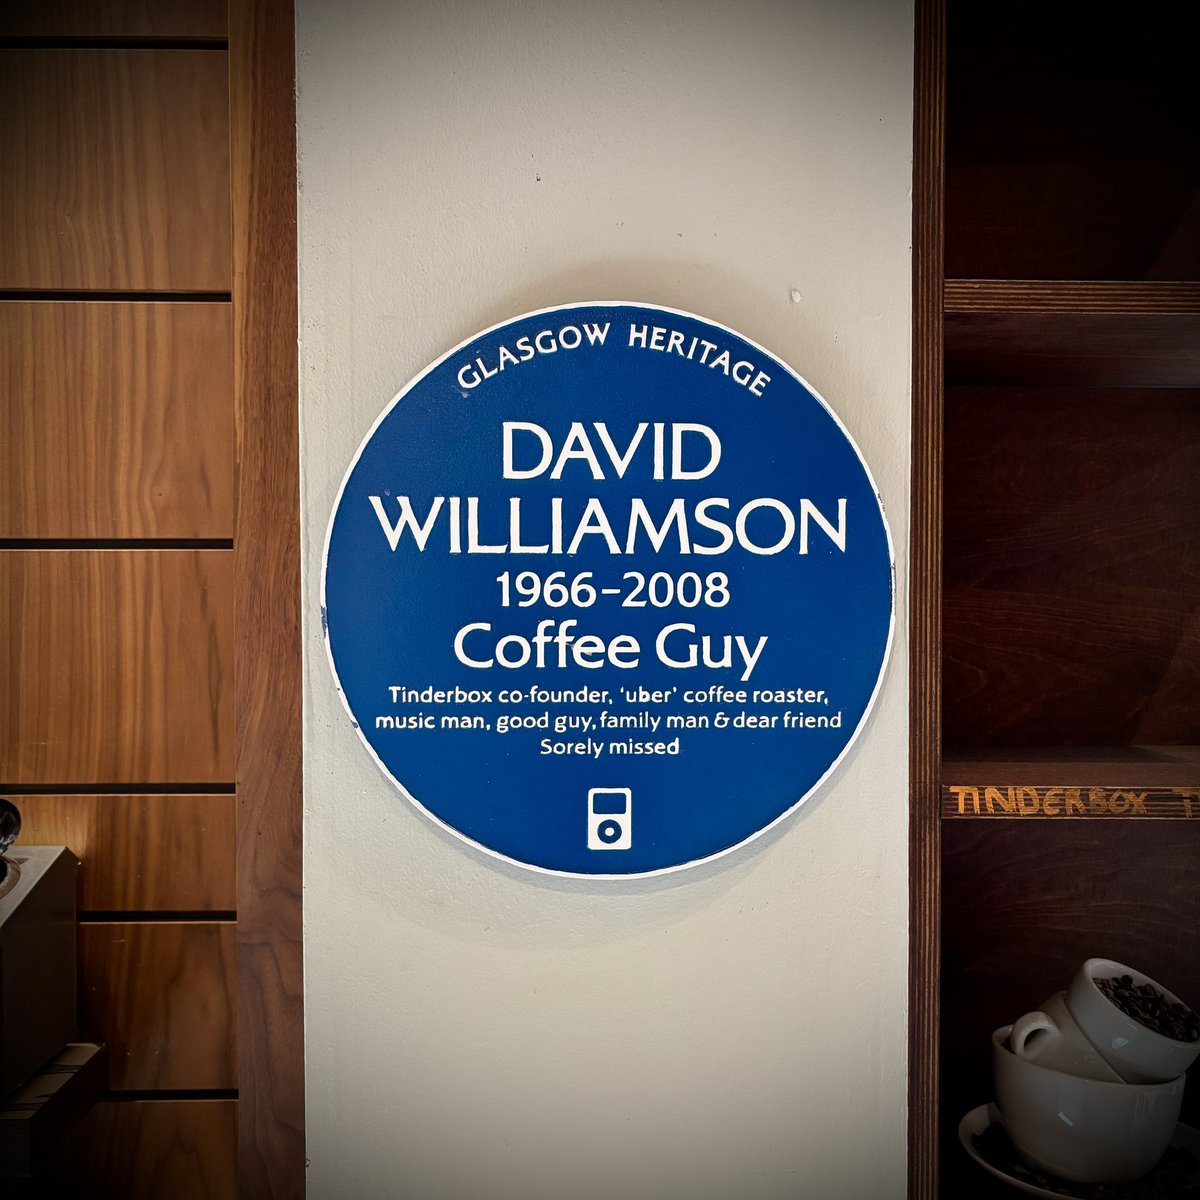 GLASGOW HERITAGE
DAVID
WILLIAMSON
1966–2008
Coffee Guy
Tinderbox co-founder, ‘uber’ coffee roaster,
music man, good guy, family man & dear friend
Sorely missed
TINDERBOX T